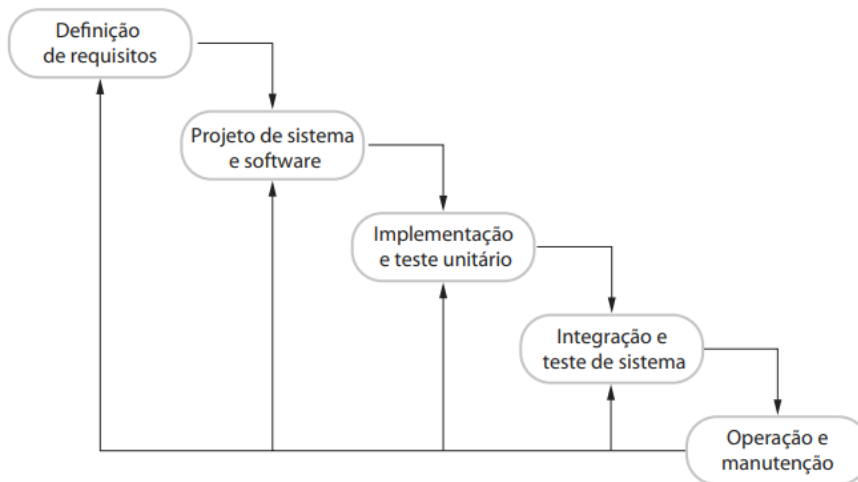 Definição
de requisitos
Projeto de sistema
e software
Implementação
e teste unitário
Integração e
teste de sistema
Operação e
manutenção